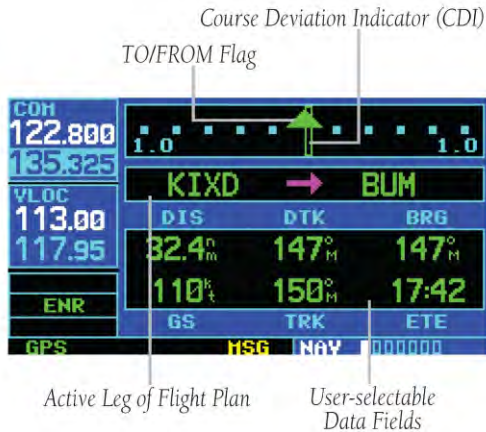 Course Deviation Indicator (CDI)
TO/FROM Flag
COM
122.800
135.325
1.0 1.0
KIXD BUM
VLOC
113.00
117.95
DIS DTK BRG
32.4nm 147°M 147°M
110kt 150°M 17:42
ENR
GS TRK ETE
GPS MSG NAV
Active Leg of Flight Plan
User-selectable
Data Fields